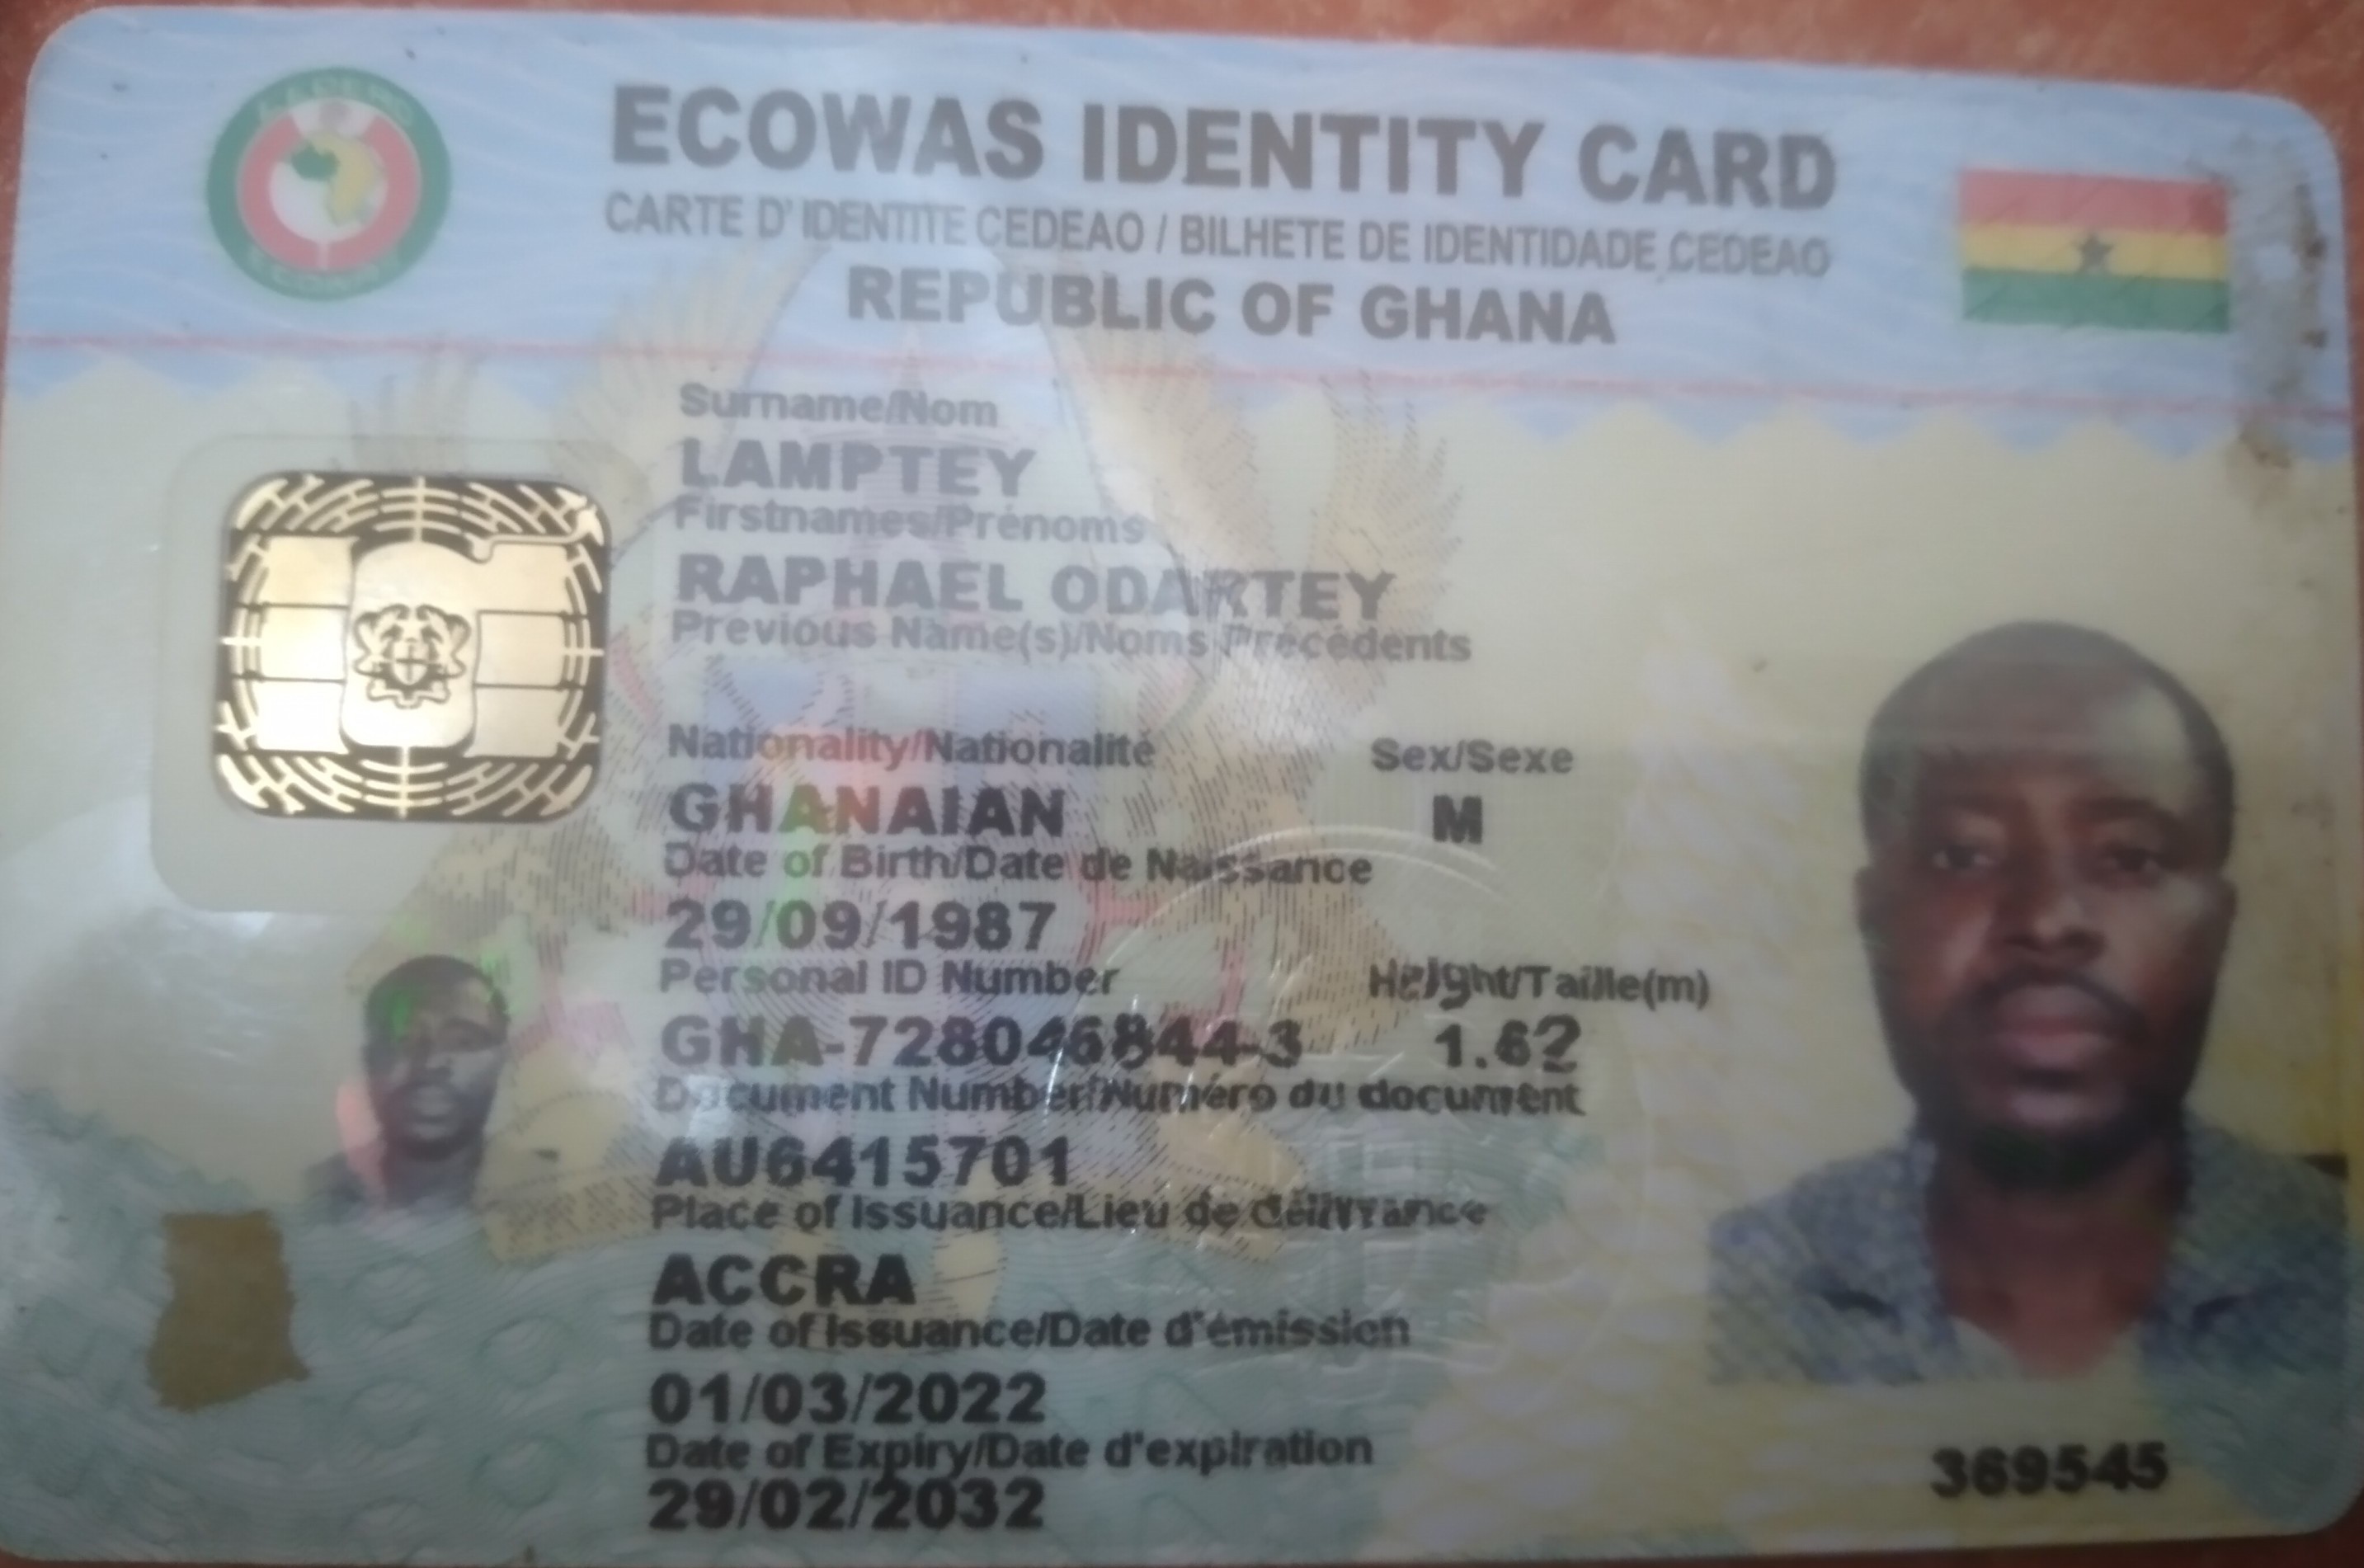 CEDEAO
ECOWAS
ECOWAS IDENTITY CARD
CARTE D' IDENTITE CEDEAO / BILHETE DE IDENTIDADE CEDEAO
REPUBLIC OF GHANA
Surname/Nom
LAMPTEY
Firstnames/Prénoms
RAPHAEL ODARTEY
Previous Name(s)/Noms Précédents
Nationality/Nationalité Sex/Sexe
GHANAIAN M
Date of Birth/Date de Naissance
29/09/1987
Personal ID Number Height/Taille(m)
GHA-728046844-3 1.62
Document Number/Numéro du document
AU6415701
Place of Issuance/Lieu de délivrance
ACCRA
Date of Issuance/Date d'émission
01/03/2022
Date of Expiry/Date d'expiration
29/02/2032
369545